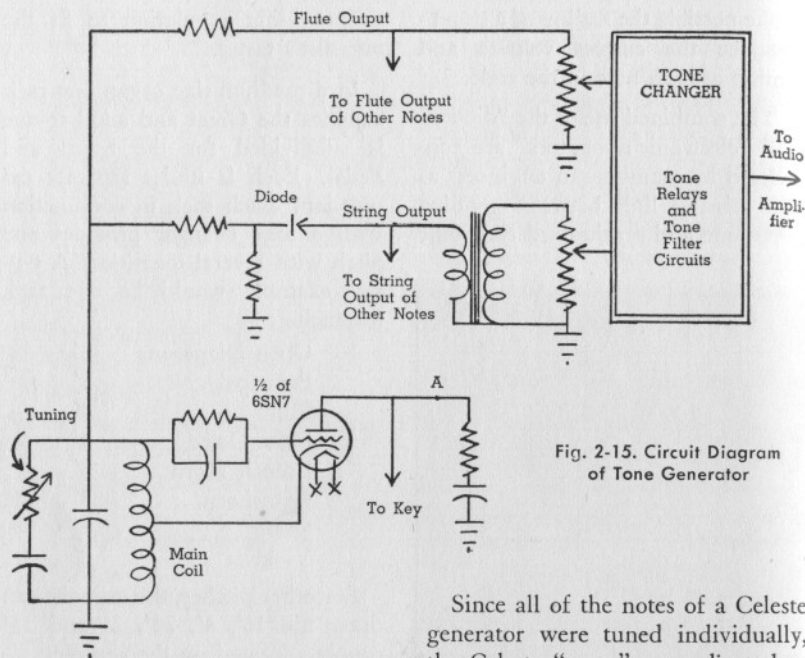 Flute Output
To Flute Output
of Other Notes
TONE
CHANGER
Tone
Relays
and
Tone
Filter
Circuits
To
Audio
Ampli-
fier
Diode
String Output
To String
Output of
Other Notes
½ of
6SN7
A
Tuning
To Key
Main
Coil
Fig. 2-15. Circuit Diagram
of Tone Generator
Since all of the notes of a Celeste
generator were tuned individually,